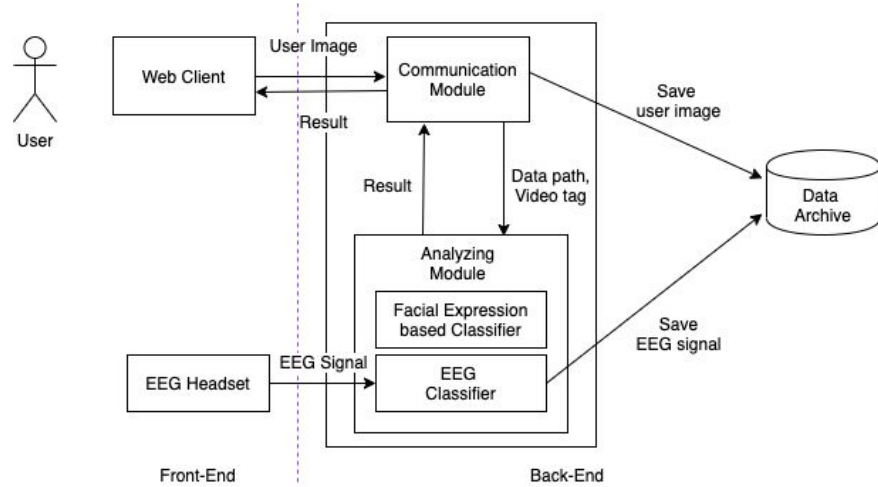 User Image
Web Client
Communication
Module
Save
user image
Result
User
Result
Data path,
Video tag
Data
Archive
Analyzing
Module
Facial Expression
based Classifier
Save
EEG signal
EEG Signal
EEG Headset
EEG
Classifier
Front-End
Back-End